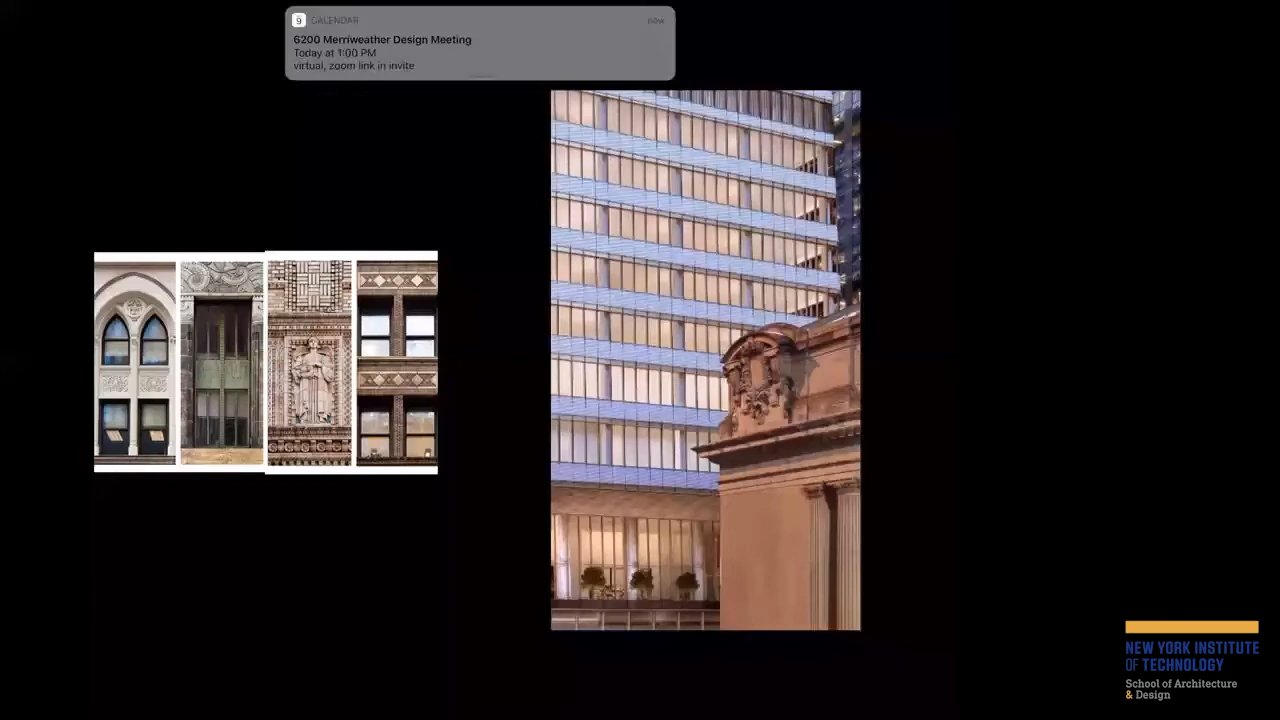 9 CALENDAR now
6200 Merriweather Design Meeting
Today at 1:00 PM
virtual, zoom link in invite
NEW YORK INSTITUTE
OF TECHNOLOGY
School of Architecture
& Design